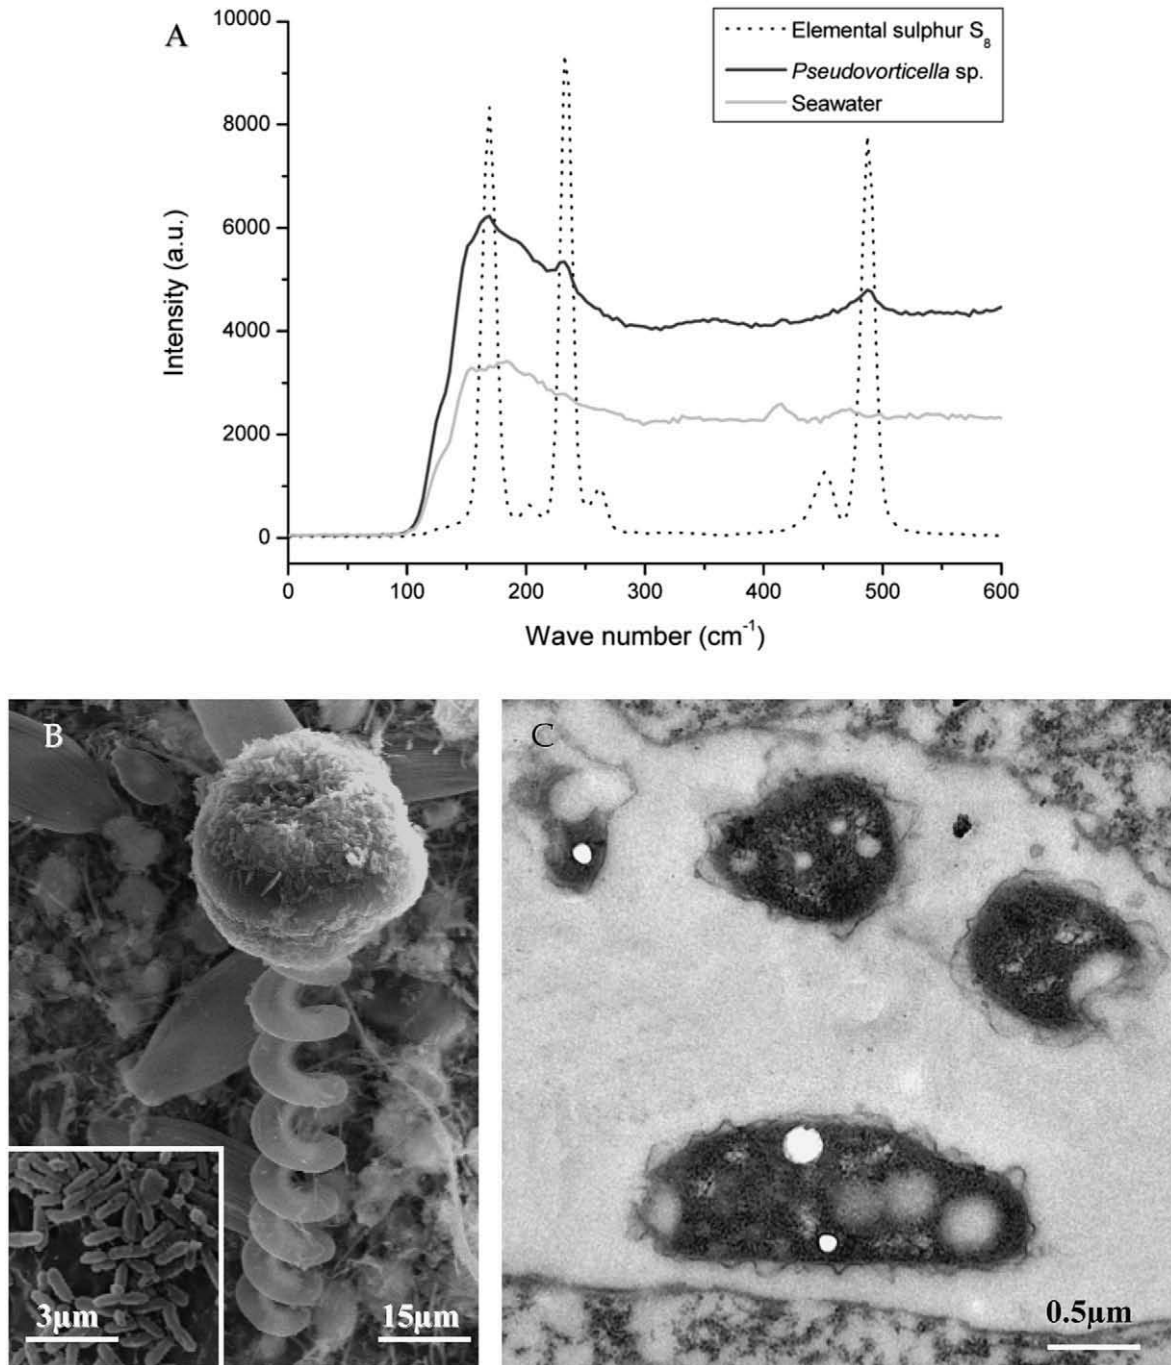 A
10000
8000
6000
4000
2000
0
Intensity (a.u.)
0 100 200 300 400 500 600
Wave number (cm⁻¹)
Elemental sulphur S₈
Pseudovorticella sp.
Seawater
B
3µm
15µm
C
0.5µm